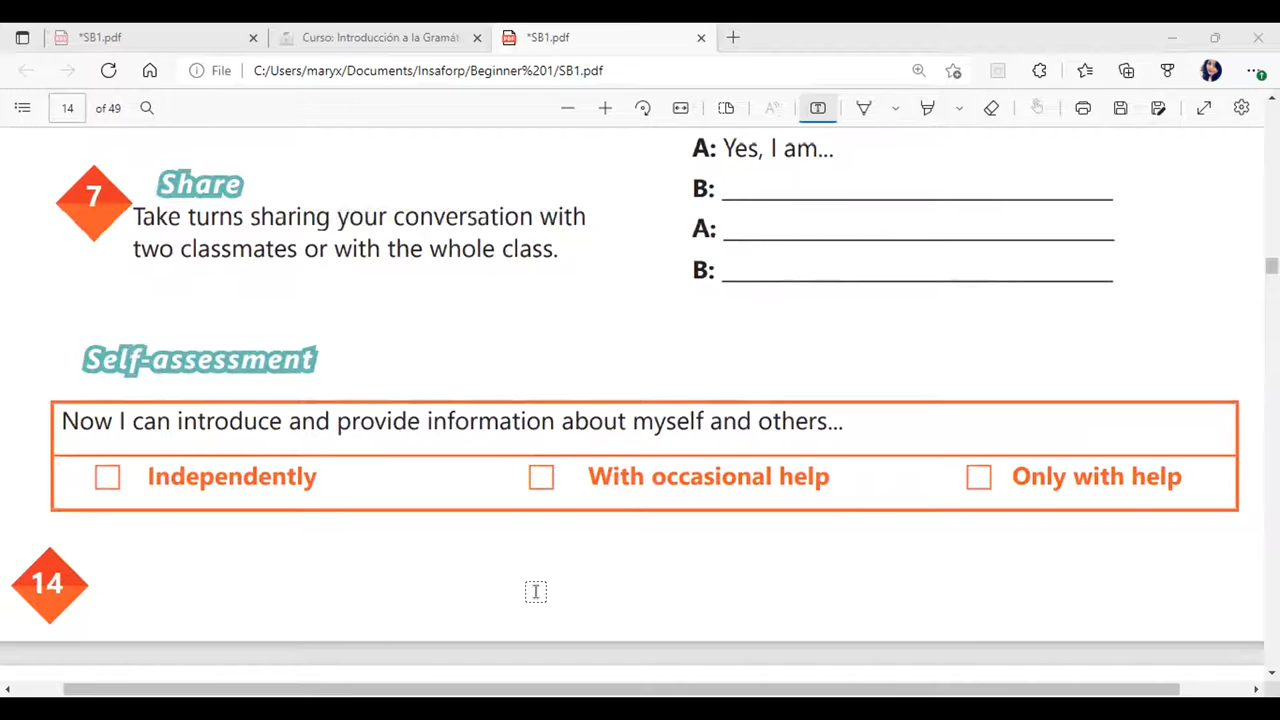 *SB1.pdf
Curso: Introducción a la Gramát
*SB1.pdf
File
C:/Users/maryx/Documents/Insaforp/Beginner%201/SB1.pdf
14 of 49
7
Share
Take turns sharing your conversation with
two classmates or with the whole class.
A: Yes, I am...
B:
A:
B:
Self-assessment
Now I can introduce and provide information about myself and others...
Independently
With occasional help
Only with help
14